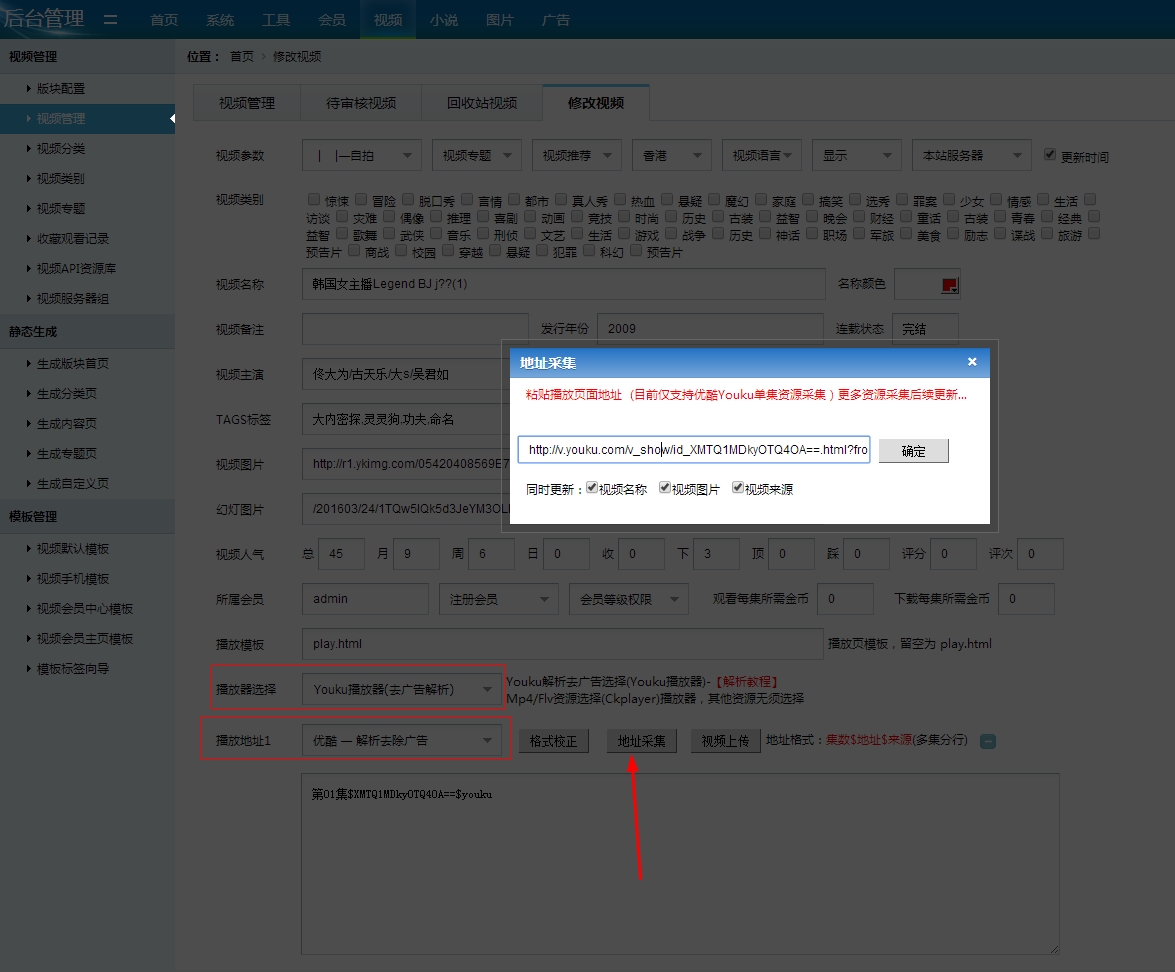 后台管理 首页 系统 工具 会员 视频 小说 图片 广告
视频管理
版块配置
视频管理
视频分类
视频类别
视频专题
收藏观看记录
视频API资源库
视频服务器组
静态生成
生成版块首页
生成分类页
生成内容页
生成专题页
生成自定义页
模板管理
视频默认模板
视频手机模板
视频会员中心模板
视频会员主页模板
模板标签向导
位置： 首页 › 修改视频
视频管理 待审核视频 回收站视频 修改视频
视频参数 | |—自拍 视频专题 视频推荐 香港 视频语言 显示 本站服务器 更新时间
视频类别 惊悚 冒险 脱口秀 言情 都市 真人秀 热血 悬疑 魔幻 家庭 搞笑 选秀 罪案 少女 情感 生活
访谈 灾难 偶像 推理 喜剧 动画 竞技 时尚 历史 古装 益智 晚会 财经 童话 古装 青春 经典
益智 歌舞 武侠 音乐 刑侦 文艺 生活 游戏 战争 历史 神话 职场 军旅 美食 励志 谍战 旅游
预告片 商战 校园 穿越 悬疑 犯罪 科幻 预告片
视频名称 韩国女主播Legend BJ j??(1) 名称颜色
视频备注 发行年份 2009 连载状态 完结
视频主演 佟大为/古天乐/大s/吴君如
TAGS标签 大内密探,灵灵狗,功夫,命名
视频图片 http://r1.ykimg.com/05420408569E7
幻灯图片 /201603/24/1TQw5IQk5d3JeYM3OL
地址采集 ×
粘贴播放页面地址（目前仅支持优酷Youku单集资源采集）更多资源采集后续更新...
http://v.youku.com/v_show/id_XMTQ1MDkyOTQ4OA==.html?fro 确定
同时更新： 视频名称 视频图片 视频来源
视频人气 总 45 月 9 周 6 日 0 收 0 下 3 顶 0 踩 0 评分 0 评次 0
所属会员 admin 注册会员 会员等级权限 观看每集所需金币 0 下载每集所需金币 0
播放模板 play.html 播放页模板，留空为 play.html
播放器选择 Youku播放器(去广告解析) Youku解析去广告选择(Youku播放器)-【解析教程】
Mp4/Flv资源选择(Ckplayer)播放器，其他资源无须选择
播放地址1 优酷 — 解析去除广告 格式校正 地址采集 视频上传 地址格式：集数$地址$来源(多集分行)
第01集$XMTQ1MDkyOTQ4OA==$youku